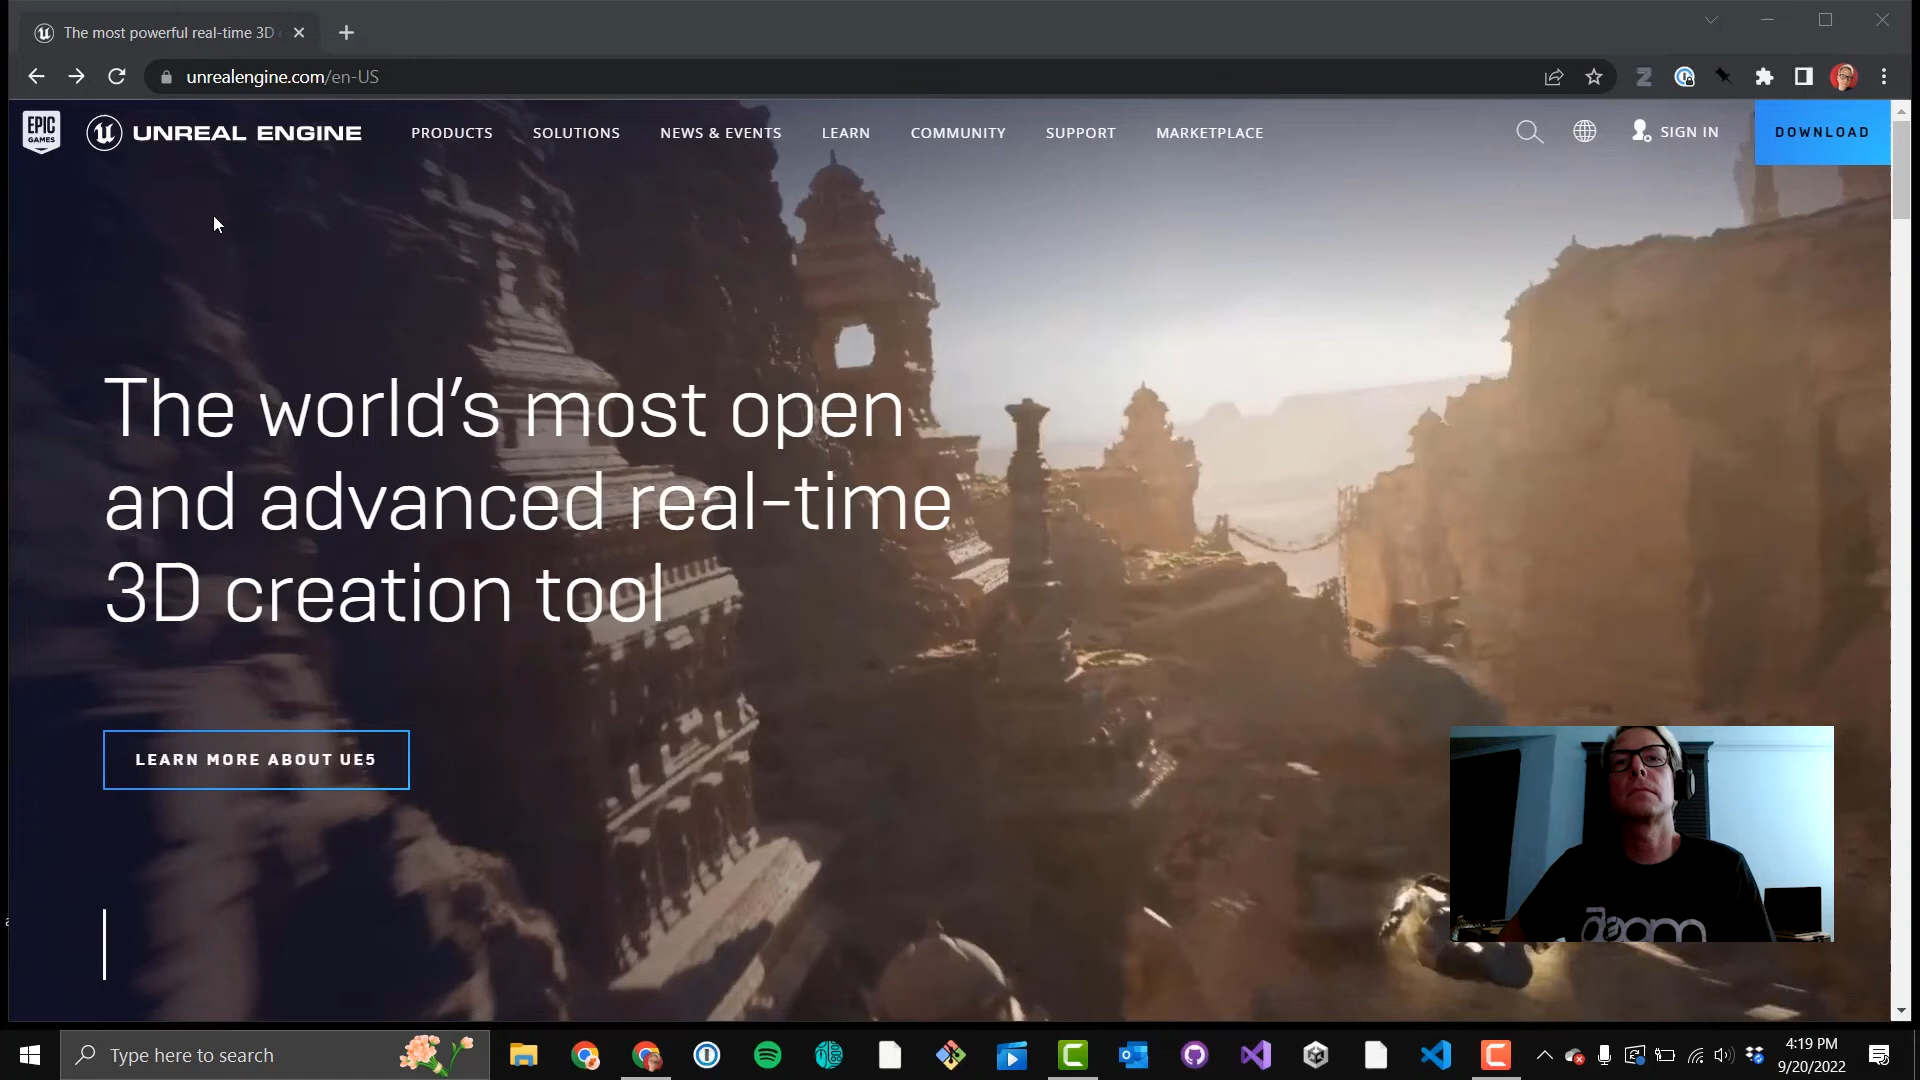 The most powerful real-time 3D
unrealengine.com/en-US
EPIC
GAMES
UNREAL ENGINE
PRODUCTS
SOLUTIONS
NEWS & EVENTS
LEARN
COMMUNITY
SUPPORT
MARKETPLACE
SIGN IN
DOWNLOAD
The world's most open
and advanced real-time
3D creation tool
LEARN MORE ABOUT UE5
Type here to search
4:19 PM
9/20/2022